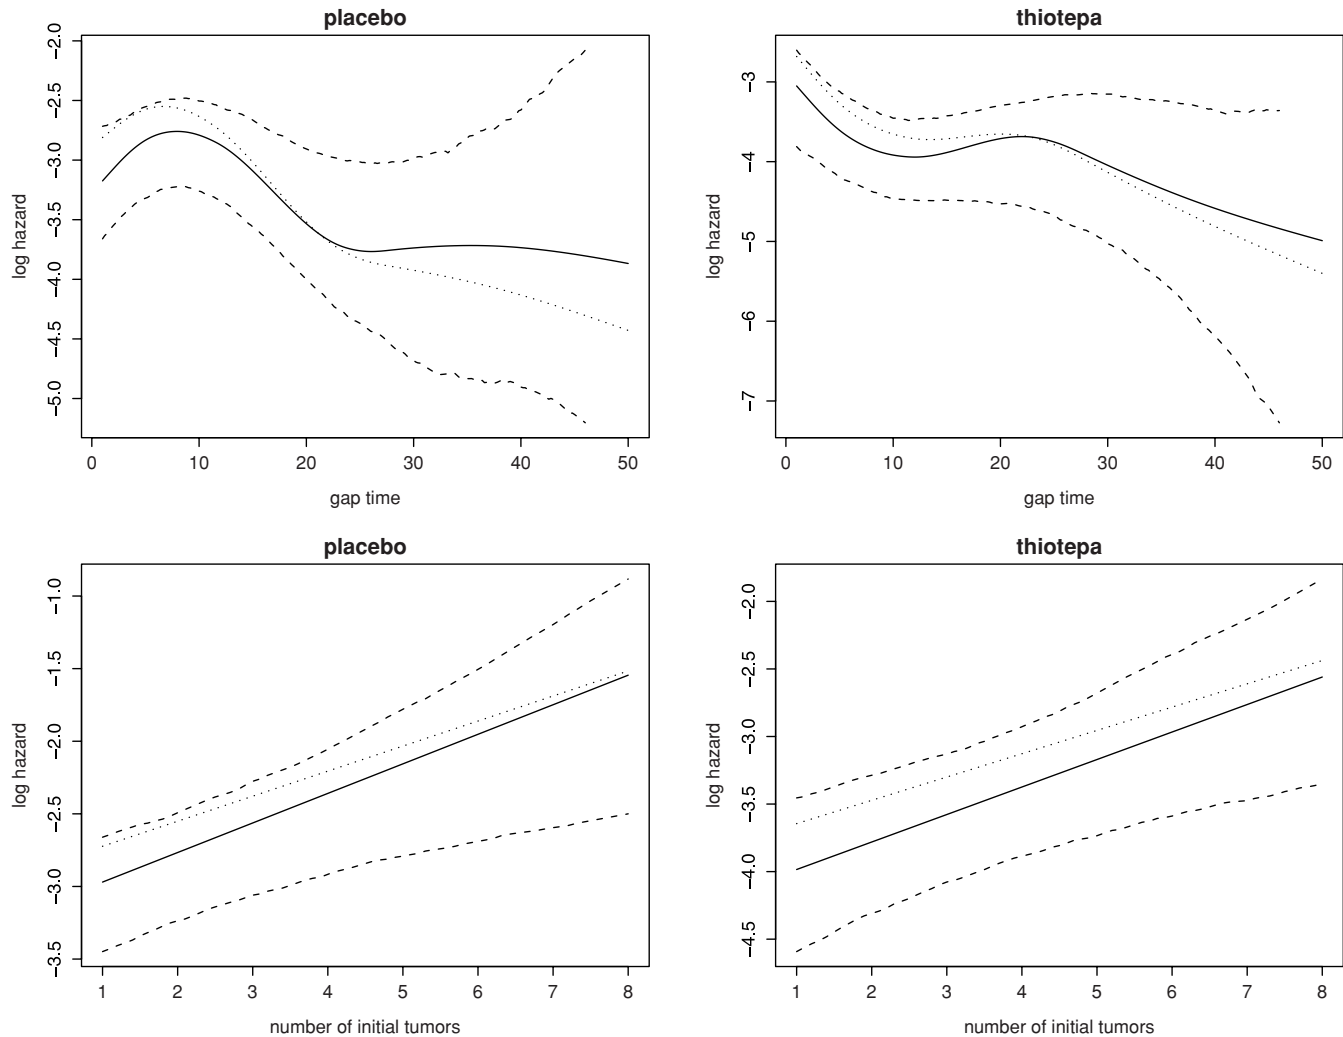 placebo
log hazard
−2.0
−2.5
−3.0
−3.5
−4.0
−4.5
−5.0
0 10 20 30 40 50
gap time
thiotepa
log hazard
−3
−4
−5
−6
−7
0 10 20 30 40 50
gap time
placebo
log hazard
−1.0
−1.5
−2.0
−2.5
−3.0
−3.5
1 2 3 4 5 6 7 8
number of initial tumors
thiotepa
log hazard
−2.0
−2.5
−3.0
−3.5
−4.0
−4.5
1 2 3 4 5 6 7 8
number of initial tumors